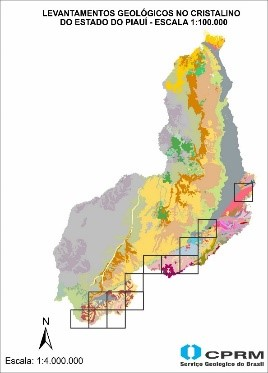 LEVANTAMENTOS GEOLÓGICOS NO CRISTALINO
DO ESTADO DO PIAUÍ - ESCALA 1:100.000
N
Escala: 1:4.000.000
CPRM
Serviço Geológico do Brasil